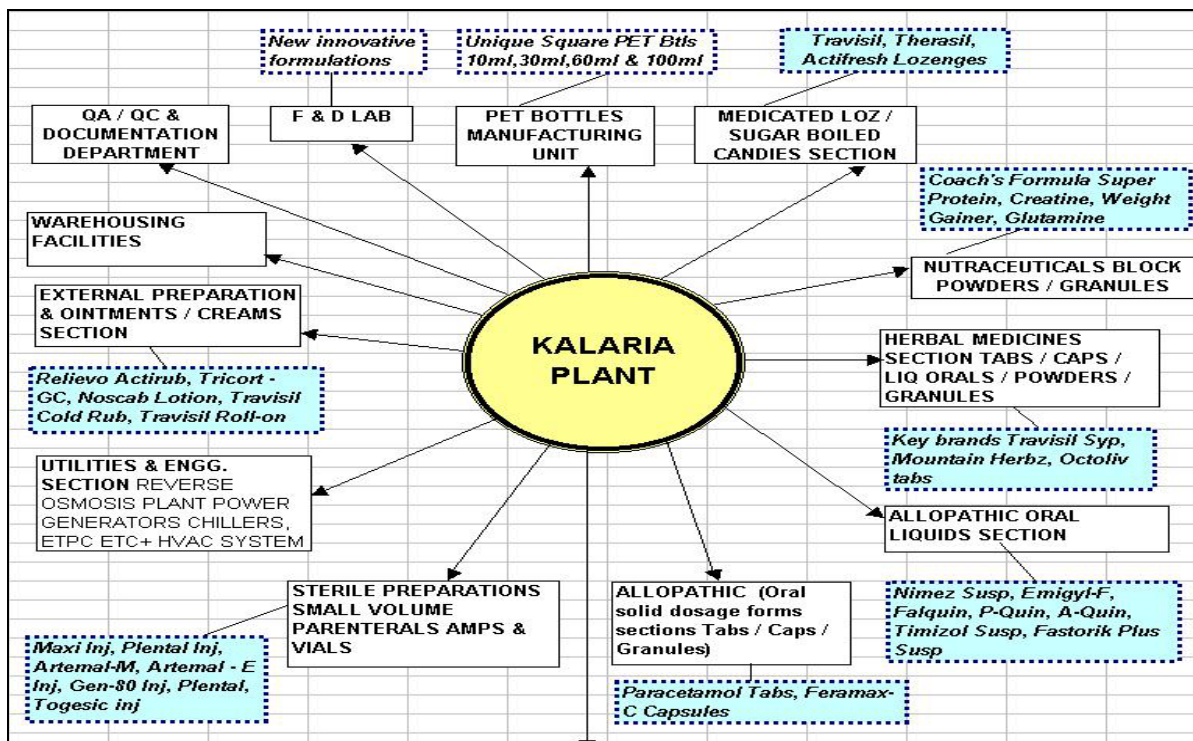 New innovative
formulations
Unique Square PET Btls
10ml,30ml,60ml & 100ml
Travisil, Therasil,
Actifresh Lozenges
QA / QC &
DOCUMENTATION
DEPARTMENT
F & D LAB
PET BOTTLES
MANUFACTURING
UNIT
MEDICATED LOZ /
SUGAR BOILED
CANDIES SECTION
Coach's Formula Super
Protein, Creatine, Weight
Gainer, Glutamine
WAREHOUSING
FACILITIES
NUTRACEUTICALS BLOCK
POWDERS / GRANULES
EXTERNAL PREPARATION
& OINTMENTS / CREAMS
SECTION
KALARIA
PLANT
HERBAL MEDICINES
SECTION TABS / CAPS /
LIQ ORALS / POWDERS /
GRANULES
Relievo Actirub, Tricort -
GC, Noscab Lotion, Travisil
Cold Rub, Travisil Roll-on
Key brands Travisil Syp,
Mountain Herbz, Octoliv
tabs
UTILITIES & ENGG.
SECTION REVERSE
OSMOSIS PLANT POWER
GENERATORS CHILLERS,
ETPC ETC+ HVAC SYSTEM
ALLOPATHIC ORAL
LIQUIDS SECTION
STERILE PREPARATIONS
SMALL VOLUME
PARENTERALS AMPS &
VIALS
ALLOPATHIC (Oral
solid dosage forms
sections Tabs / Caps /
Granules)
Nimez Susp, Emigyl-F,
Falquin, P-Quin, A-Quin,
Timizol Susp, Fastorik Plus
Susp
Maxi Inj, Plental Inj,
Artemal-M, Artemal - E
Inj, Gen-80 Inj, Plental,
Togesic inj
Paracetamol Tabs, Feramax-
C Capsules